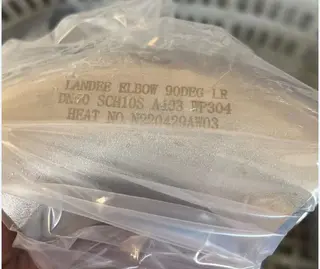 LANDEE ELBOW 90DEG LR
DN50 SCH10S A403 WP304
HEAT NO N220429AW03